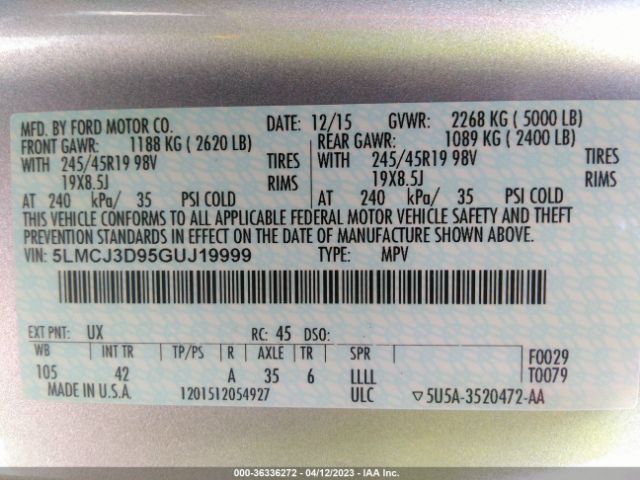 MFD. BY FORD MOTOR CO. DATE: 12/15 GVWR: 2268 KG ( 5000 LB)
FRONT GAWR: 1188 KG ( 2620 LB) REAR GAWR: 1089 KG ( 2400 LB)
WITH 245/45R19 98V TIRES WITH 245/45R19 98V TIRES
19X8.5J RIMS 19X8.5J RIMS
AT 240 kPa/ 35 PSI COLD AT 240 kPa/ 35 PSI COLD
THIS VEHICLE CONFORMS TO ALL APPLICABLE FEDERAL MOTOR VEHICLE SAFETY AND THEFT
PREVENTION STANDARDS IN EFFECT ON THE DATE OF MANUFACTURE SHOWN ABOVE.
VIN: 5LMCJ3D95GUJ19999 TYPE: MPV
EXT PNT: UX RC: 45 DSO:
WB INT TR TP/PS R AXLE TR SPR F0029
105 42 A 35 6 LLLL T0079
MADE IN U.S.A. 1201512054927 ULC ▽5U5A-3520472-AA
000-36336272 - 04/12/2023 - IAA Inc.